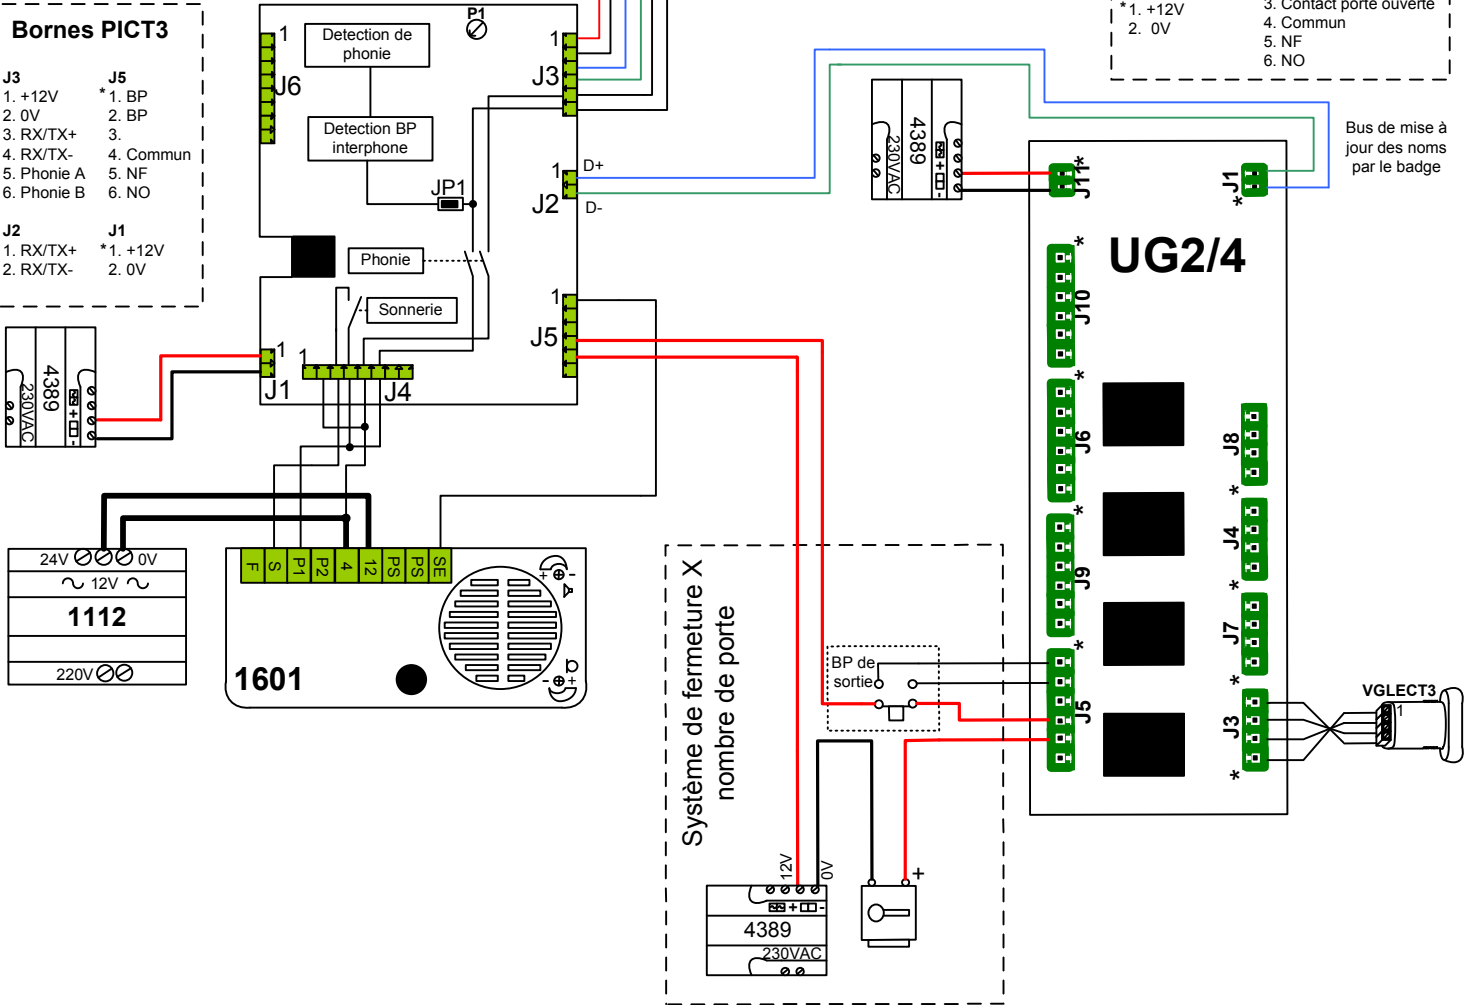 Bornes PICT3
J3
1. +12V
2. 0V
3. RX/TX+
4. RX/TX-
5. Phonie A
6. Phonie B
J5
*1. BP
2. BP
3.
4. Commun
5. NF
6. NO
J2
1. RX/TX+
2. RX/TX-
J1
*1. +12V
2. 0V
1
J6
Detection de
phonie
P1
1
J3
Detection BP
interphone
JP1
1
J2
D+
D-
Phonie
Sonnerie
1
J5
1
J1
1
J4
4389
230VAC
+
-
*1. +12V
2. 0V
3. Contact porte ouverte
4. Commun
5. NF
6. NO
4389
230VAC
+
-
Bus de mise à
jour des noms
par le badge
J11
*
J1
*
UG2/4
*
J10
*
J6
*
J9
*
J5
J8
*
J4
*
J7
*
J3
*
VGLECT3
1
24V
0V
12V
1112
220V
F
S
P1
P2
4
12
PS
PS
SE
+
-
-
+
1601
Système de fermeture X
nombre de porte
BP de
sortie
12V
0V
+
-
4389
230VAC
+